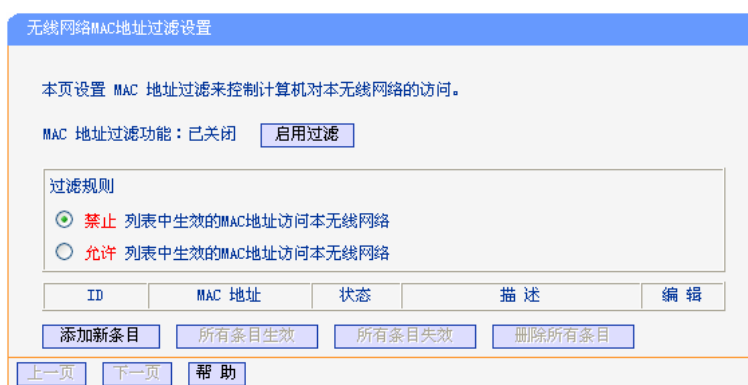 无线网络MAC地址过滤设置
本页设置 MAC 地址过滤来控制计算机对本无线网络的访问。
MAC 地址过滤功能：已关闭 启用过滤
过滤规则
禁止 列表中生效的MAC地址访问本无线网络
允许 列表中生效的MAC地址访问本无线网络
ID MAC 地址 状态 描 述 编 辑
添加新条目 所有条目生效 所有条目失效 删除所有条目
上一页 下一页 帮 助